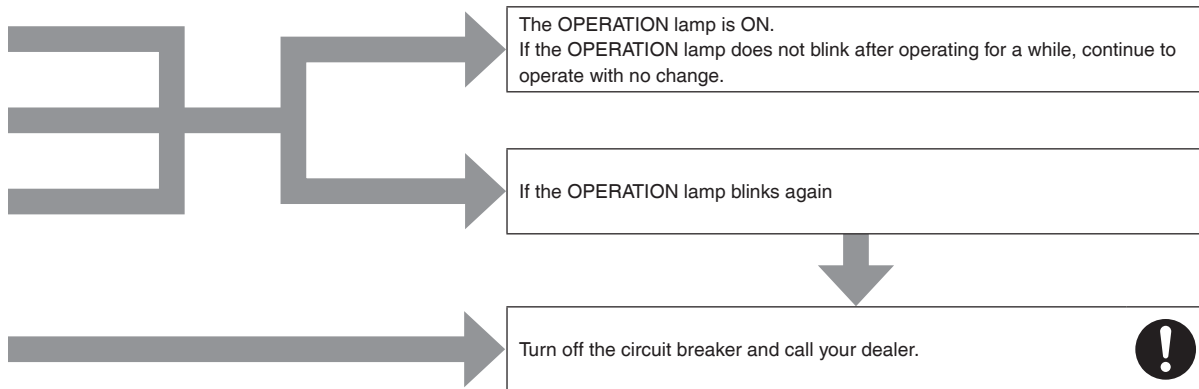 The OPERATION lamp is ON.
If the OPERATION lamp does not blink after operating for a while, continue to
operate with no change.
If the OPERATION lamp blinks again
Turn off the circuit breaker and call your dealer.